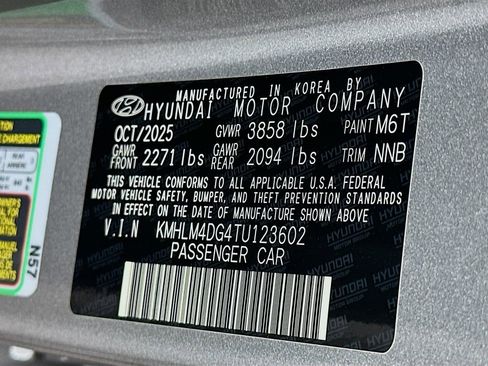 MANUFACTURED IN KOREA BY
HYUNDAI MOTOR COMPANY
OCT/2025 GVWR 3858 lbs PAINT M6T
GAWR FRONT 2271 lbs GAWR REAR 2094 lbs TRIM NNB
THIS VEHICLE CONFORMS TO ALL APPLICABLE U.S.A. FEDERAL
MOTOR VEHICLE SAFETY, BUMPER, AND THEFT PREVENTION STANDARDS
IN EFFECT ON THE DATE OF MANUFACTURE SHOWN ABOVE
V.I.N KMHLM4DG4TU123602
PASSENGER CAR
N57